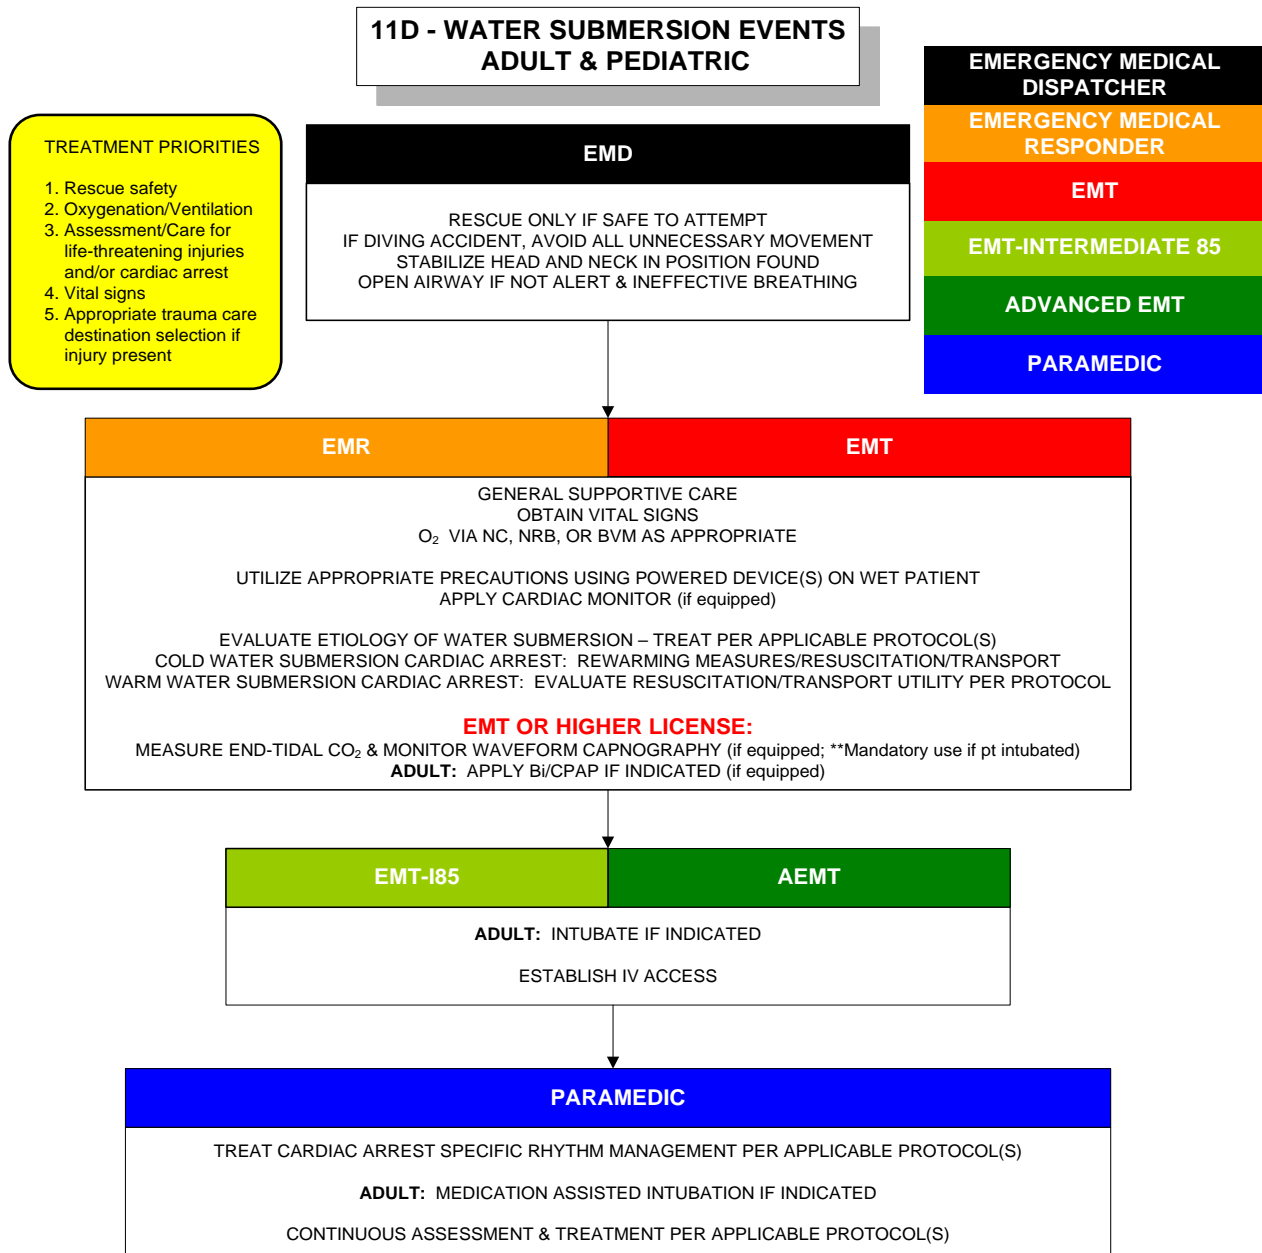 11D - WATER SUBMERSION EVENTS
ADULT & PEDIATRIC
TREATMENT PRIORITIES
1. Rescue safety
2. Oxygenation/Ventilation
3. Assessment/Care for
life-threatening injuries
and/or cardiac arrest
4. Vital signs
5. Appropriate trauma care
destination selection if
injury present
EMERGENCY MEDICAL
DISPATCHER
EMERGENCY MEDICAL
RESPONDER
EMT
EMT-INTERMEDIATE 85
ADVANCED EMT
PARAMEDIC
EMD
RESCUE ONLY IF SAFE TO ATTEMPT
IF DIVING ACCIDENT, AVOID ALL UNNECESSARY MOVEMENT
STABILIZE HEAD AND NECK IN POSITION FOUND
OPEN AIRWAY IF NOT ALERT & INEFFECTIVE BREATHING
EMR
EMT
GENERAL SUPPORTIVE CARE
OBTAIN VITAL SIGNS
O₂ VIA NC, NRB, OR BVM AS APPROPRIATE
UTILIZE APPROPRIATE PRECAUTIONS USING POWERED DEVICE(S) ON WET PATIENT
APPLY CARDIAC MONITOR (if equipped)
EVALUATE ETIOLOGY OF WATER SUBMERSION – TREAT PER APPLICABLE PROTOCOL(S)
COLD WATER SUBMERSION CARDIAC ARREST: REWARMING MEASURES/RESUSCITATION/TRANSPORT
WARM WATER SUBMERSION CARDIAC ARREST: EVALUATE RESUSCITATION/TRANSPORT UTILITY PER PROTOCOL
EMT OR HIGHER LICENSE:
MEASURE END-TIDAL CO₂ & MONITOR WAVEFORM CAPNOGRAPHY (if equipped; **Mandatory use if pt intubated)
ADULT: APPLY Bi/CPAP IF INDICATED (if equipped)
EMT-I85
AEMT
ADULT: INTUBATE IF INDICATED
ESTABLISH IV ACCESS
PARAMEDIC
TREAT CARDIAC ARREST SPECIFIC RHYTHM MANAGEMENT PER APPLICABLE PROTOCOL(S)
ADULT: MEDICATION ASSISTED INTUBATION IF INDICATED
CONTINUOUS ASSESSMENT & TREATMENT PER APPLICABLE PROTOCOL(S)